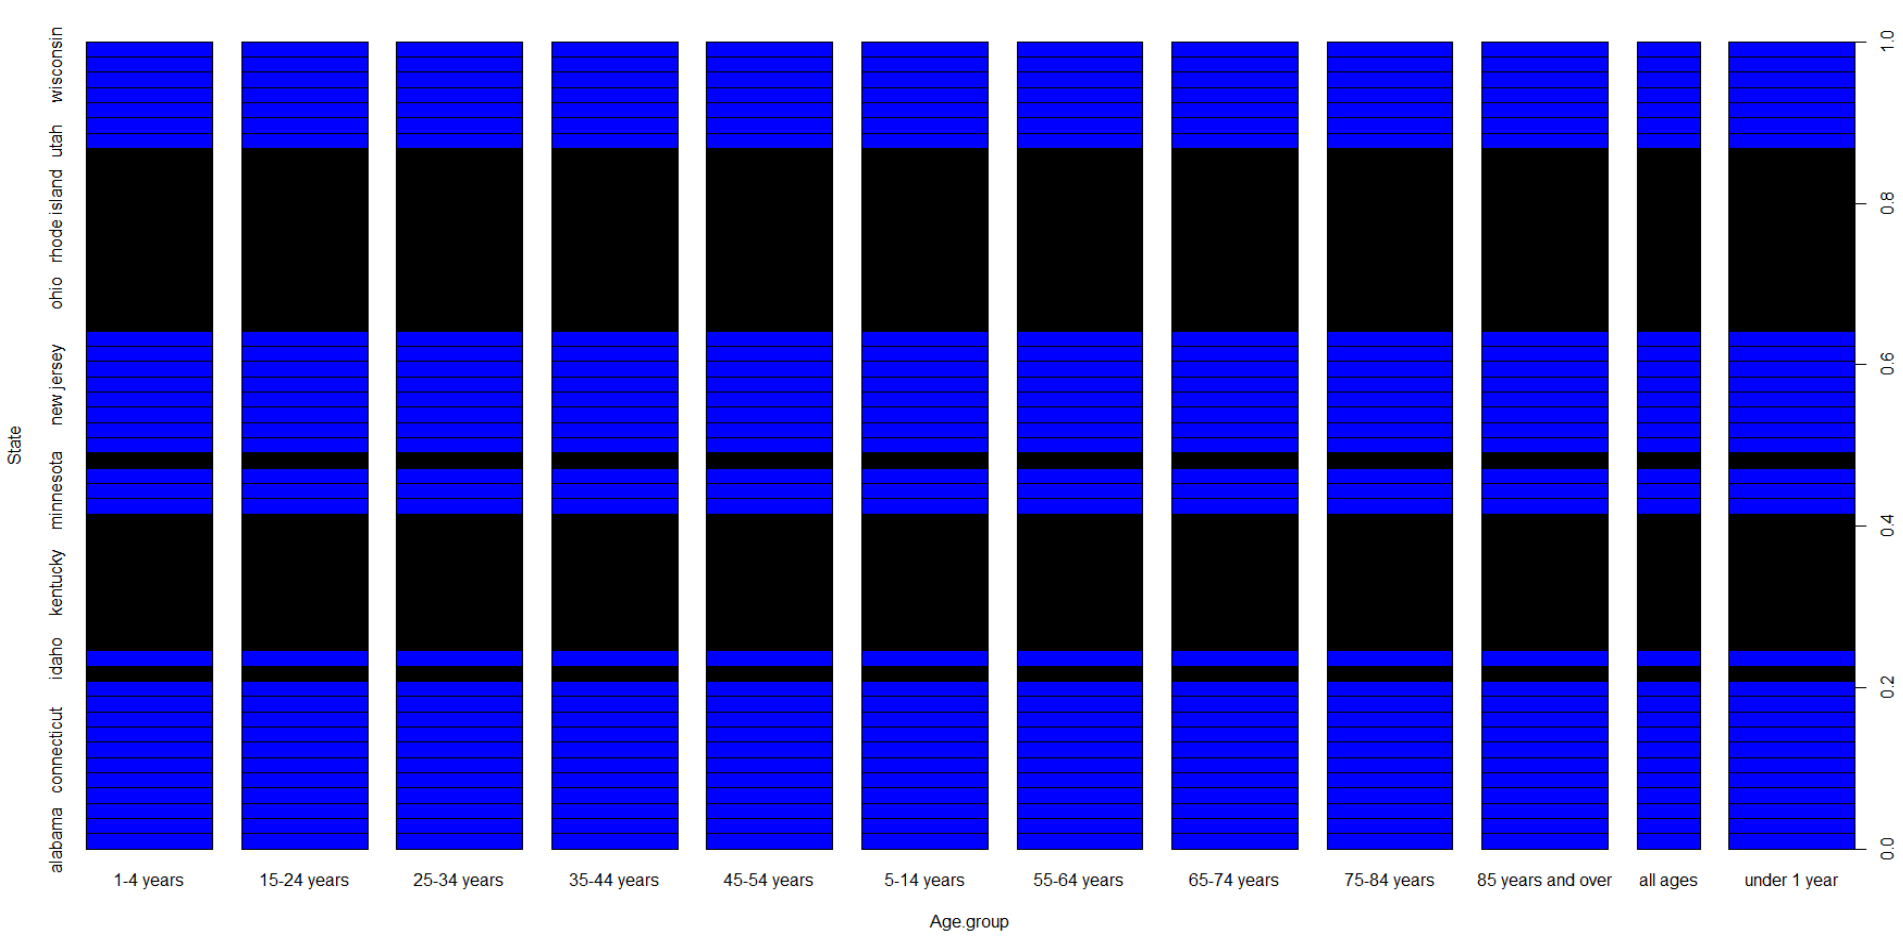 State
wisconsin
utah
rhode island
ohio
new jersey
minnesota
kentucky
idaho
connecticut
alabama
1.0
0.8
0.6
0.4
0.2
0.0
1-4 years 15-24 years 25-34 years 35-44 years 45-54 years 5-14 years 55-64 years 65-74 years 75-84 years 85 years and over all ages under 1 year
Age.group